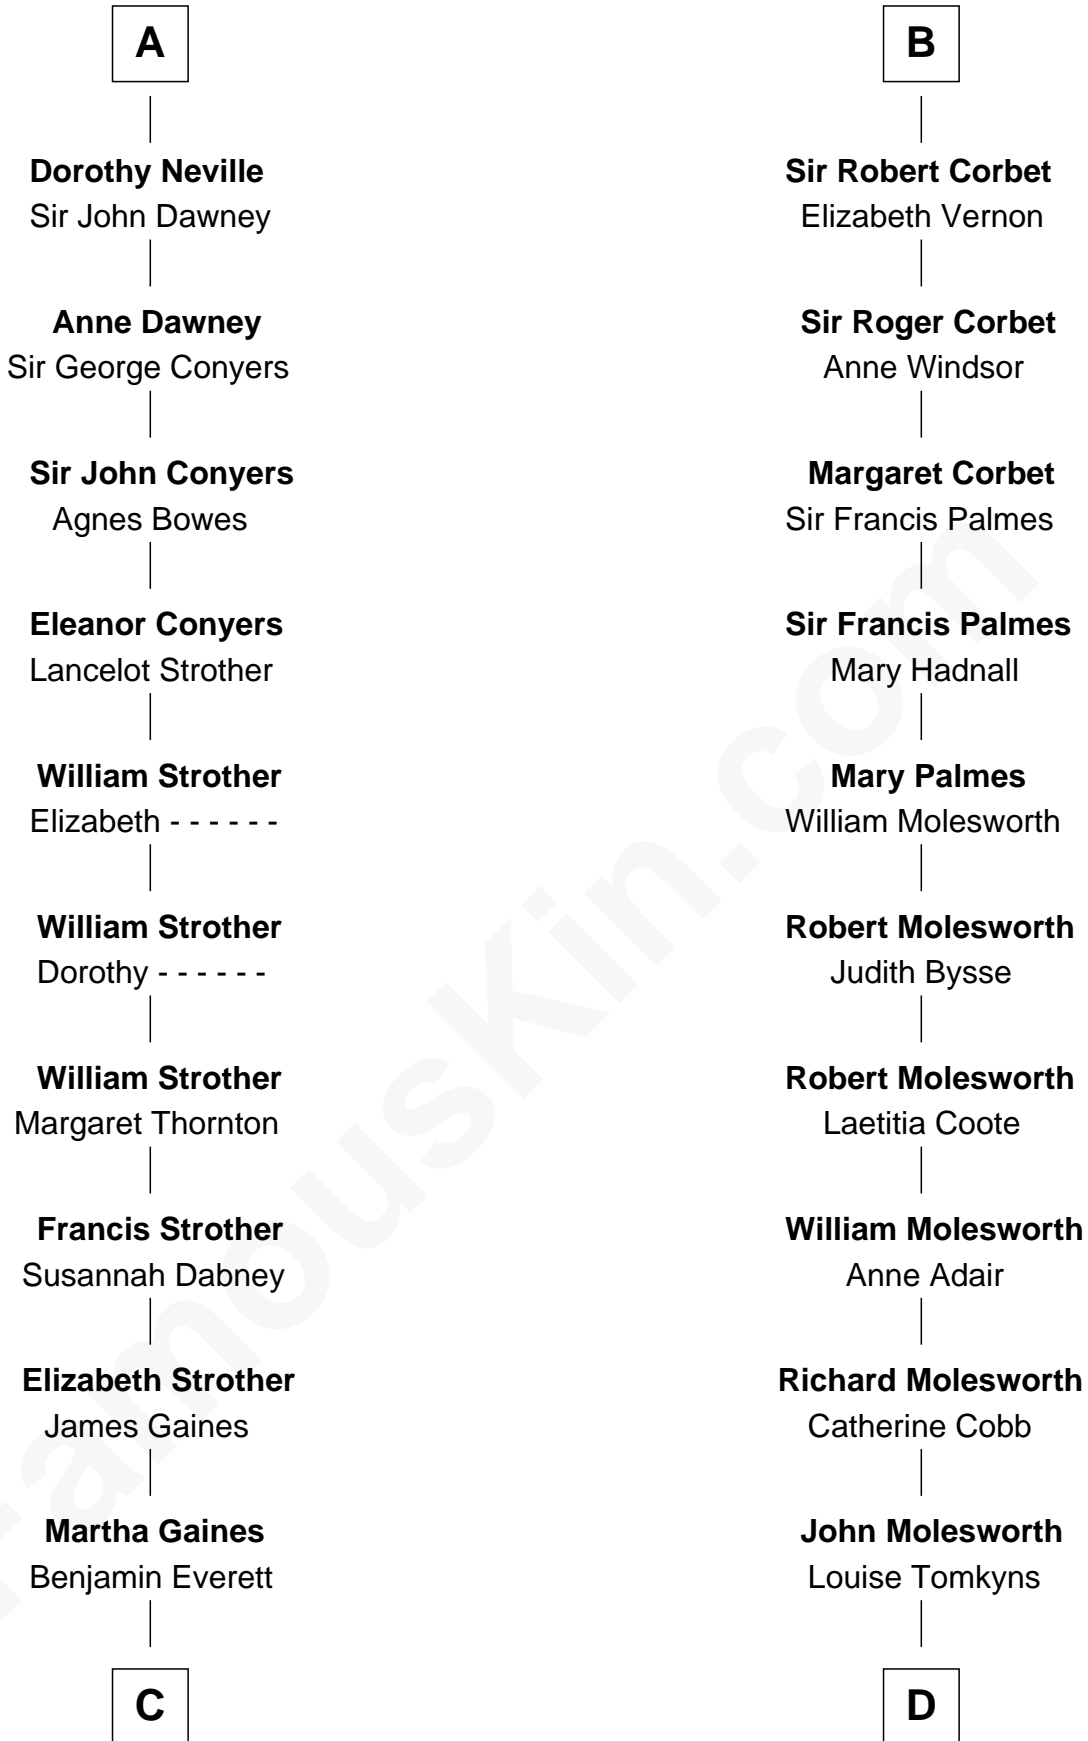 A
Dorothy Neville
Sir John Dawney
Anne Dawney
Sir George Conyers
Sir John Conyers
Agnes Bowes
Eleanor Conyers
Lancelot Strother
William Strother
Elizabeth - - - - - -
William Strother
Dorothy - - - - - -
William Strother
Margaret Thornton
Francis Strother
Susannah Dabney
Elizabeth Strother
James Gaines
Martha Gaines
Benjamin Everett
C
B
Sir Robert Corbet
Elizabeth Vernon
Sir Roger Corbet
Anne Windsor
Margaret Corbet
Sir Francis Palmes
Sir Francis Palmes
Mary Hadnall
Mary Palmes
William Molesworth
Robert Molesworth
Judith Bysse
Robert Molesworth
Laetitia Coote
William Molesworth
Anne Adair
Richard Molesworth
Catherine Cobb
John Molesworth
Louise Tomkyns
D
FamousKin.com